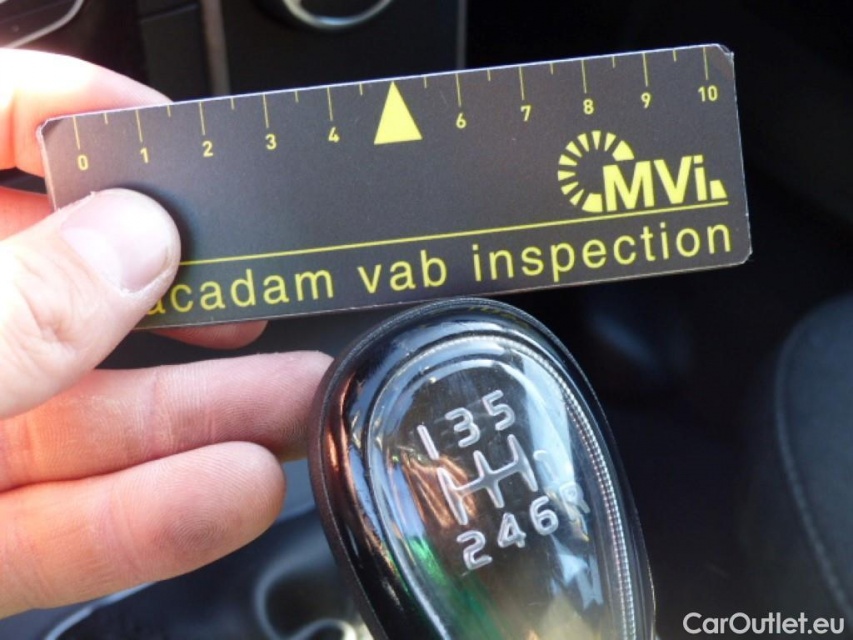 0 1 2 3 4 6 7 8 9 10
MVi
acadam vab inspection
1 3 5
2 4 6 R
CarOutlet.eu